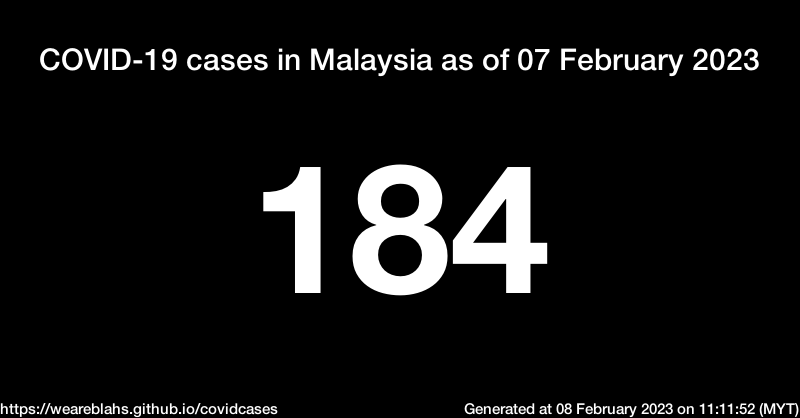 COVID-19 cases in Malaysia as of 07 February 2023
184
https://weareblahs.github.io/covidcases
Generated at 08 February 2023 on 11:11:52 (MYT)